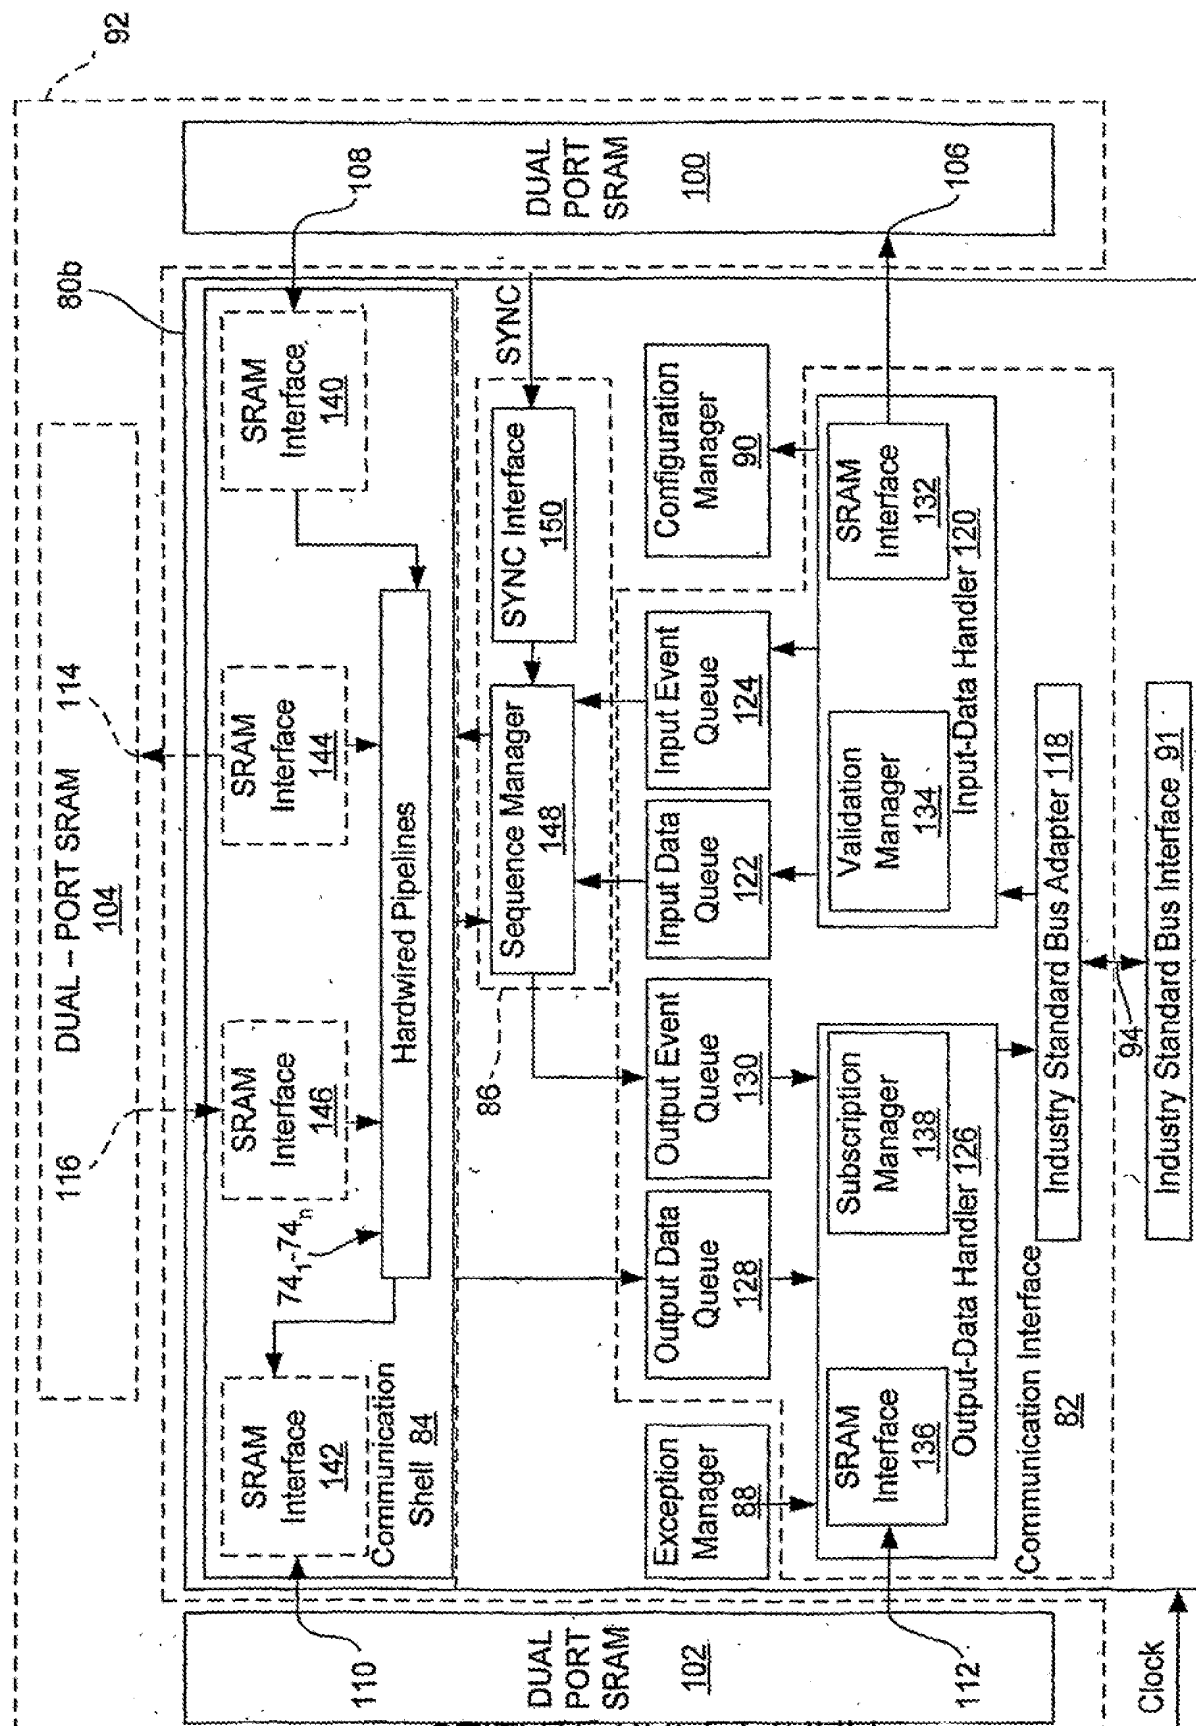 92
DUAL – PORT SRAM
104
114
116
80b
108
DUAL
PORT
SRAM
100
106
SRAM
Interface
140
SRAM
Interface
144
SRAM
Interface
146
SRAM
Interface
142
Hardwired Pipelines
74₁-74ₙ
Communication
Shell 84
110
SYNC
SYNC Interface
150
Sequence Manager
148
86
Configuration
Manager
90
Input Event
Queue
124
Input Data
Queue
122
Output Event
Queue
130
Output Data
Queue
128
Exception
Manager
88
SRAM
Interface
132
Validation
Manager
134
Input-Data Handler 120
Subscription
Manager
138
SRAM
Interface
136
Output-Data Handler 126
Communication Interface
82
Industry Standard Bus Adapter 118
94
Industry Standard Bus Interface 91
DUAL
PORT
SRAM
102
112
Clock